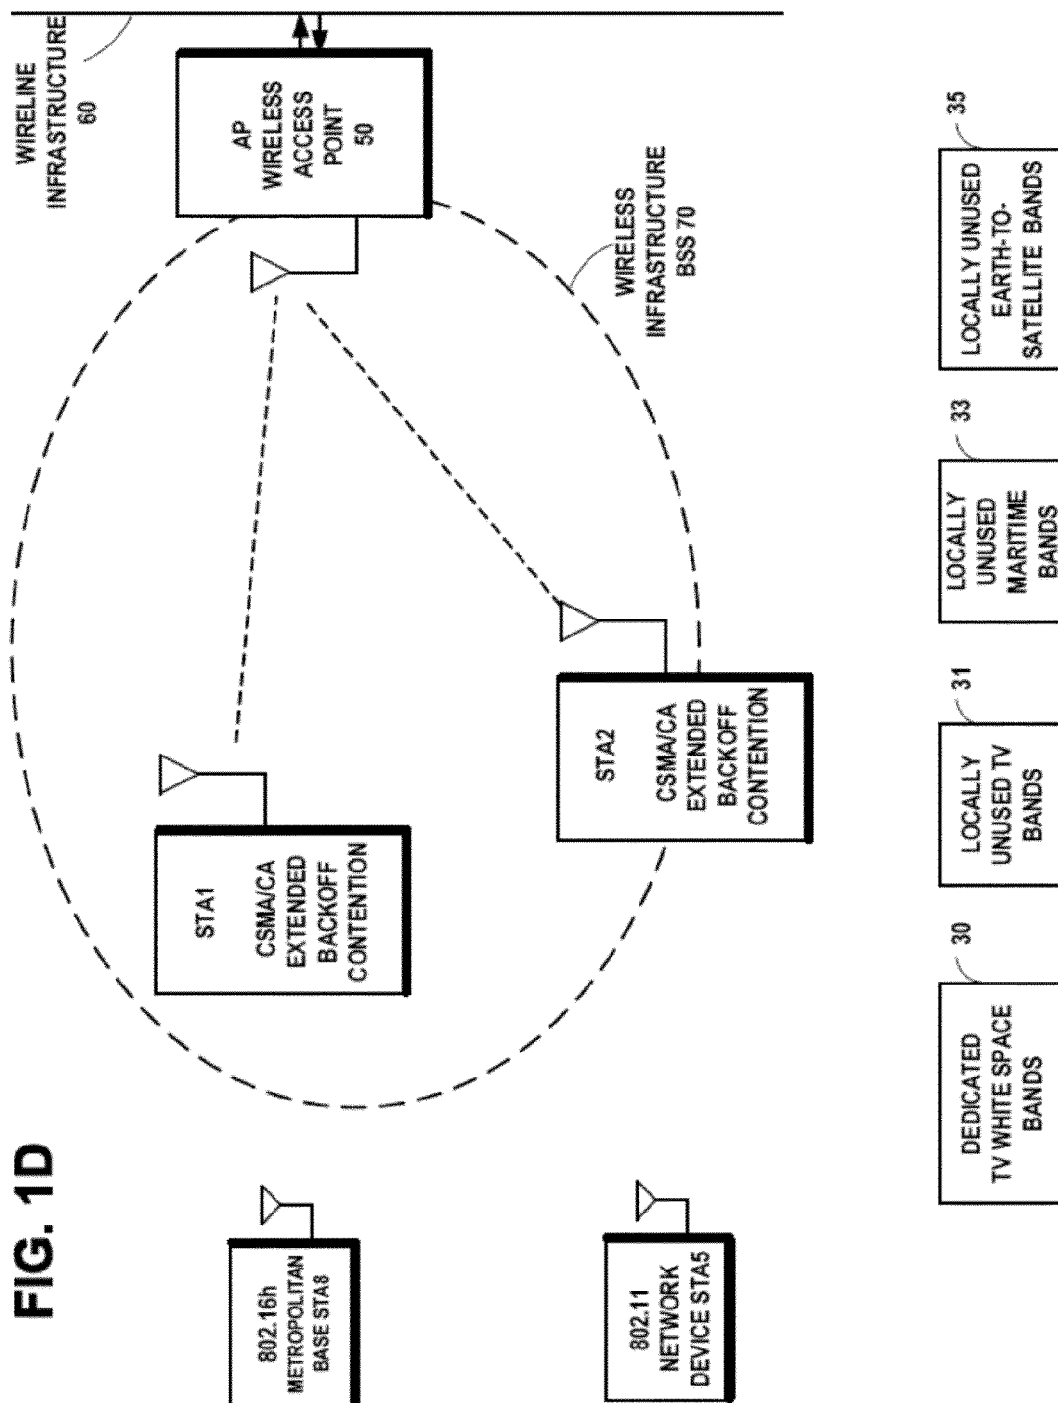 FIG. 1D
802.16h
METROPOLITAN
BASE STA8
802.11
NETWORK
DEVICE STA5
STA1
CSMA/CA
EXTENDED
BACKOFF
CONTENTION
STA2
CSMA/CA
EXTENDED
BACKOFF
CONTENTION
WIRELINE
INFRASTRUCTURE
60
AP
WIRELESS
ACCESS
POINT
50
WIRELESS
INFRASTRUCTURE
BSS 70
30
DEDICATED
TV WHITE SPACE
BANDS
31
LOCALLY
UNUSED TV
BANDS
33
LOCALLY
UNUSED
MARITIME
BANDS
35
LOCALLY UNUSED
EARTH-TO-
SATELLITE BANDS